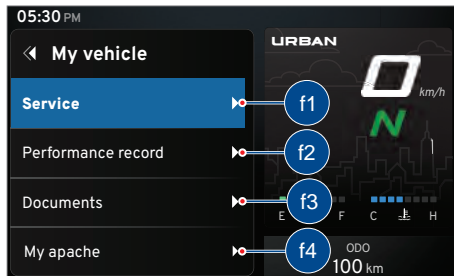 05:30 PM
My vehicle
URBAN
Service
f1
0 km/h
Performance record
f2
N
Documents
f3
E F C H
My apache
f4
ODO
100 km